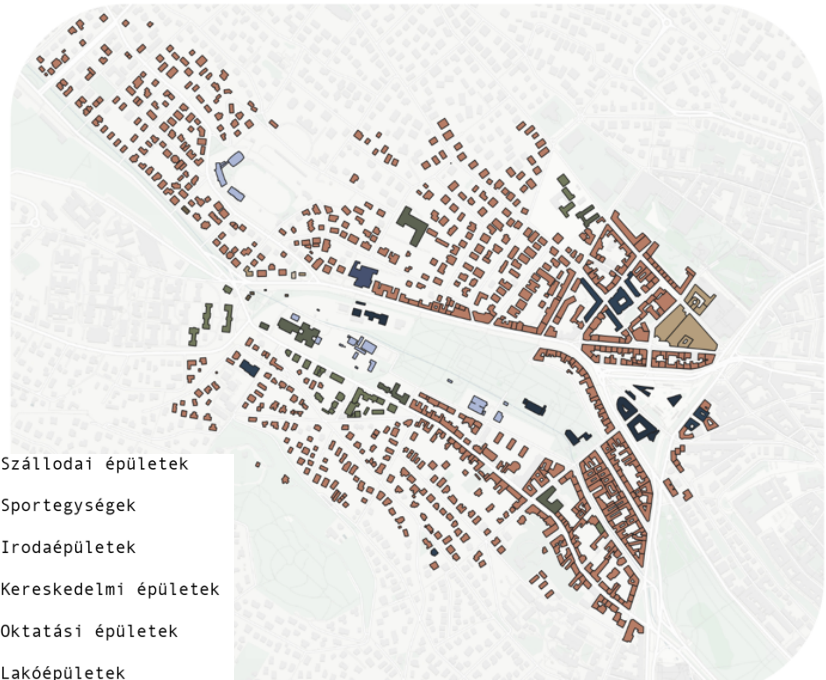 Szállodai épületek
Sportegységek
Irodaépületek
Kereskedelmi épületek
Oktatási épületek
Lakóépületek